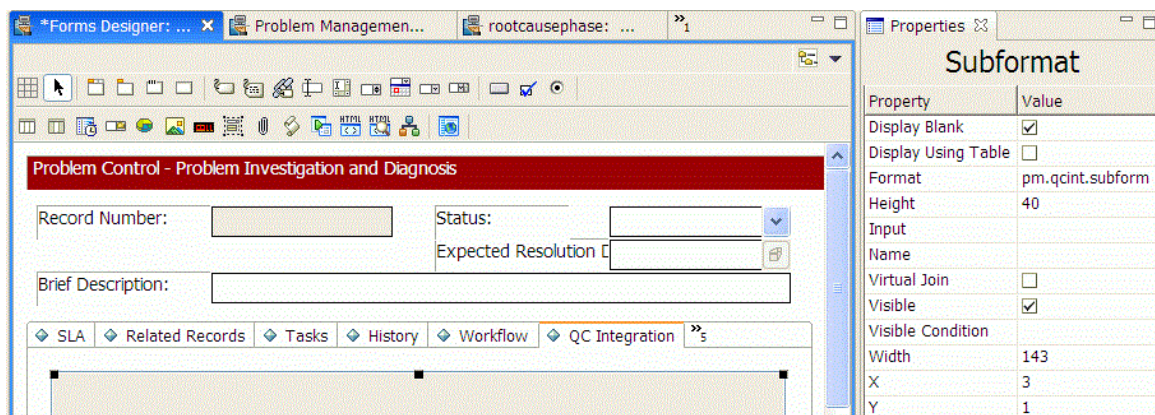 *Forms Designer: ... Problem Managemen... rootcausephase: ... »1
Properties
Subformat
Property Value
Display Blank
Display Using Table
Format pm.qcint.subform
Height 40
Input
Name
Virtual Join
Visible
Visible Condition
Width 143
X 3
Y 1
HTML HTML
Problem Control - Problem Investigation and Diagnosis
Record Number: Status:
Expected Resolution D
Brief Description:
SLA Related Records Tasks History Workflow QC Integration »5